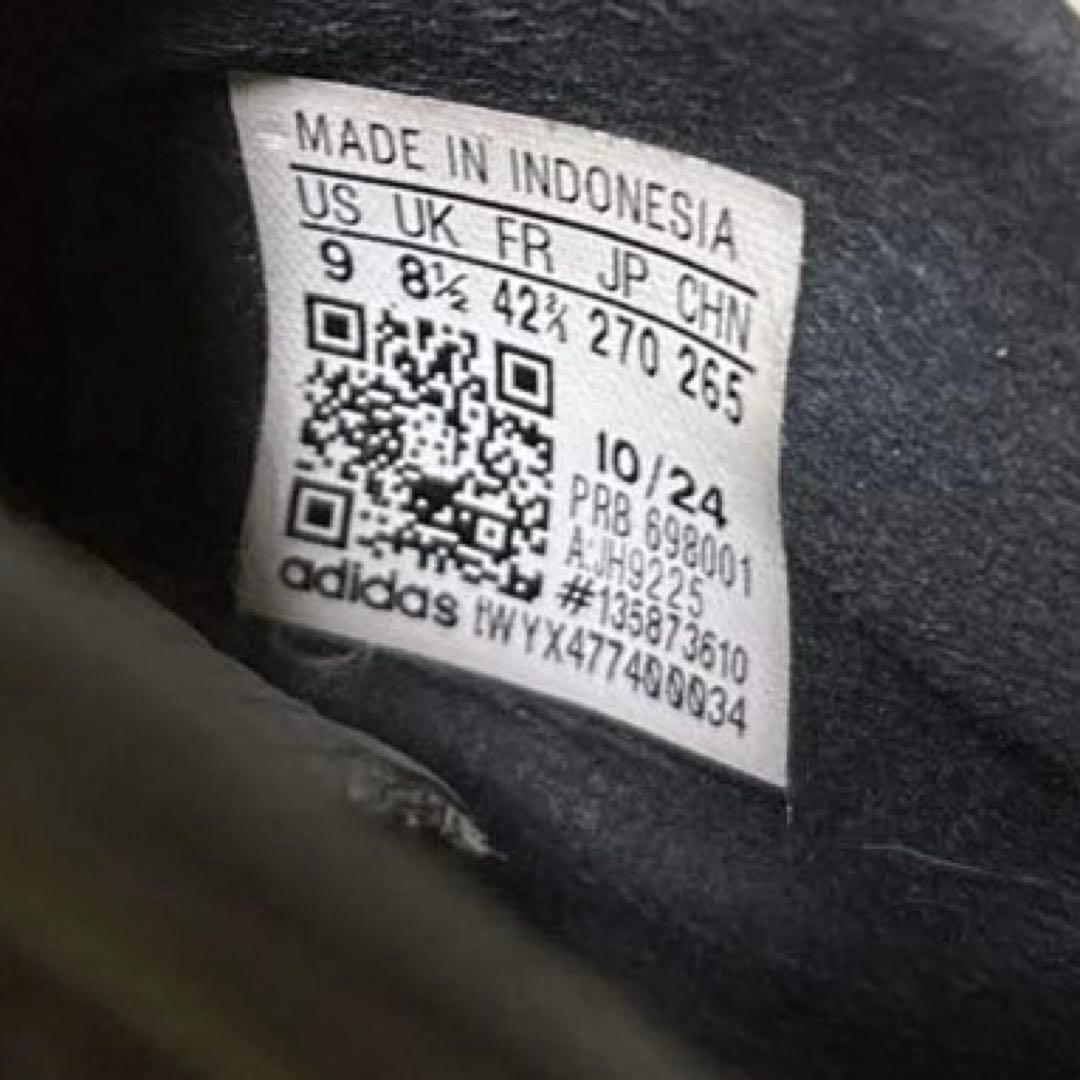 MADE IN INDONESIA
US UK FR JP CHN
9 8½ 42⅔ 270 265
10/24
PRB 698001
A:JH9225
#135873610
adidas tWYX477400034